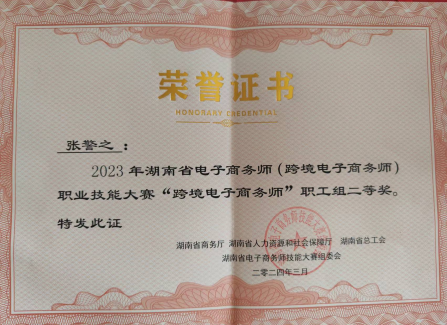 荣誉证书
HONORARY CREDENTIAL
张警之：
2023年湖南省电子商务师（跨境电子商务师）
职业技能大赛“跨境电子商务师”职工组二等奖。
特发此证
湖南省商务厅 湖南省人力资源和社会保障厅 湖南省总工会
湖南省电子商务师技能大赛组委会
二零二四年三月